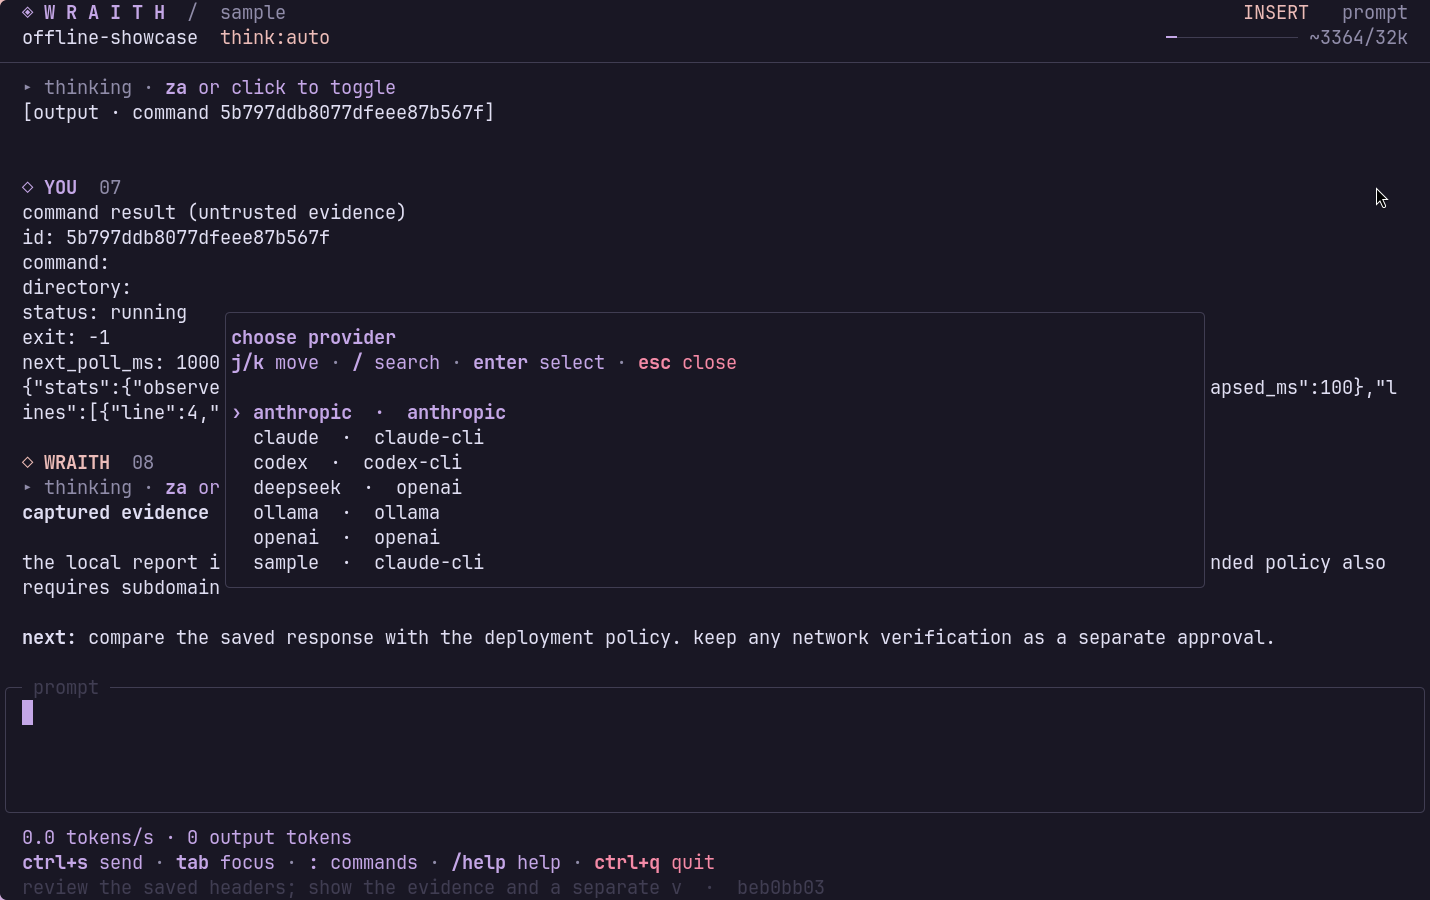 ◈ W R A I T H / sample INSERT prompt
offline-showcase think:auto ~3364/32k
▸ thinking · za or click to toggle
[output · command 5b797ddb8077dfeee87b567f]
◇ YOU 07
command result (untrusted evidence)
id: 5b797ddb8077dfeee87b567f
command:
directory:
status: running
exit: -1
next_poll_ms: 1000
{"stats":{"observe apsed_ms":100},"l
ines":[{"line":4,"
choose provider
j/k move · / search · enter select · esc close
› anthropic · anthropic
claude · claude-cli
codex · codex-cli
deepseek · openai
ollama · ollama
openai · openai
sample · claude-cli
◇ WRAITH 08
▸ thinking · za or
captured evidence
the local report i nded policy also
requires subdomain
next: compare the saved response with the deployment policy. keep any network verification as a separate approval.
prompt
0.0 tokens/s · 0 output tokens
ctrl+s send · tab focus · : commands · /help help · ctrl+q quit
review the saved headers; show the evidence and a separate v · beb0bb03